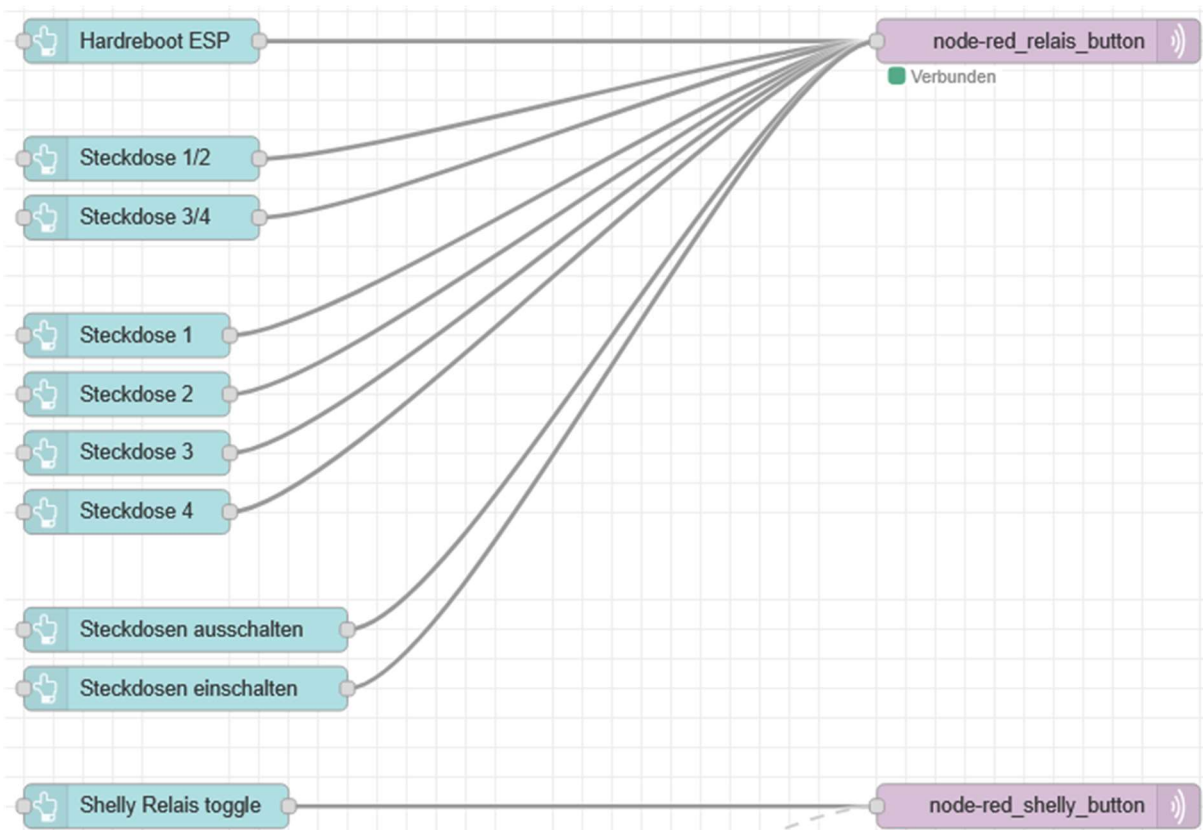 Hardreboot ESP
node-red_relais_button
Verbunden
Steckdose 1/2
Steckdose 3/4
Steckdose 1
Steckdose 2
Steckdose 3
Steckdose 4
Steckdosen ausschalten
Steckdosen einschalten
Shelly Relais toggle
node-red_shelly_button